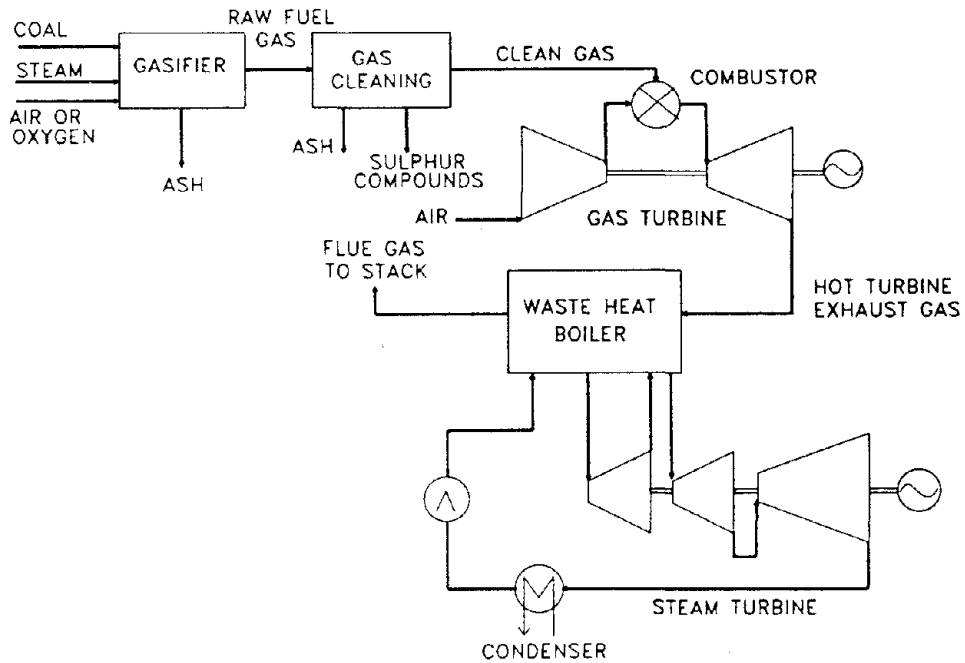 COAL
STEAM
AIR OR
OXYGEN
GASIFIER
ASH
RAW FUEL
GAS
GAS
CLEANING
ASH
SULPHUR
COMPOUNDS
CLEAN GAS
COMBUSTOR
AIR
GAS TURBINE
FLUE GAS
TO STACK
WASTE HEAT
BOILER
HOT TURBINE
EXHAUST GAS
STEAM TURBINE
CONDENSER